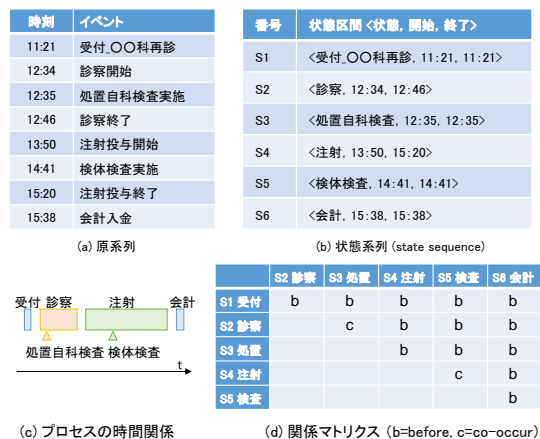 時刻 イベント
11:21 受付_〇〇科再診
12:34 診察開始
12:35 処置自科検査実施
12:46 診察終了
13:50 注射投与開始
14:41 検体検査実施
15:20 注射投与終了
15:38 会計入金
(a) 原系列
番号 状態区間 <状態, 開始, 終了>
S1 <受付_〇〇科再診, 11:21, 11:21>
S2 <診察, 12:34, 12:46>
S3 <処置自科検査, 12:35, 12:35>
S4 <注射, 13:50, 15:20>
S5 <検体検査, 14:41, 14:41>
S6 <会計, 15:38, 15:38>
(b) 状態系列 (state sequence)
受付 診察 注射 会計
処置自科検査 検体検査
t
(c) プロセスの時間関係
S2 診察 S3 処置 S4 注射 S5 検査 S6 会計
S1 受付 b b b b b
S2 診察 c b b b
S3 処置 b b b
S4 注射 c b
S5 検査 b
(d) 関係マトリクス (b=before, c=co-occur)